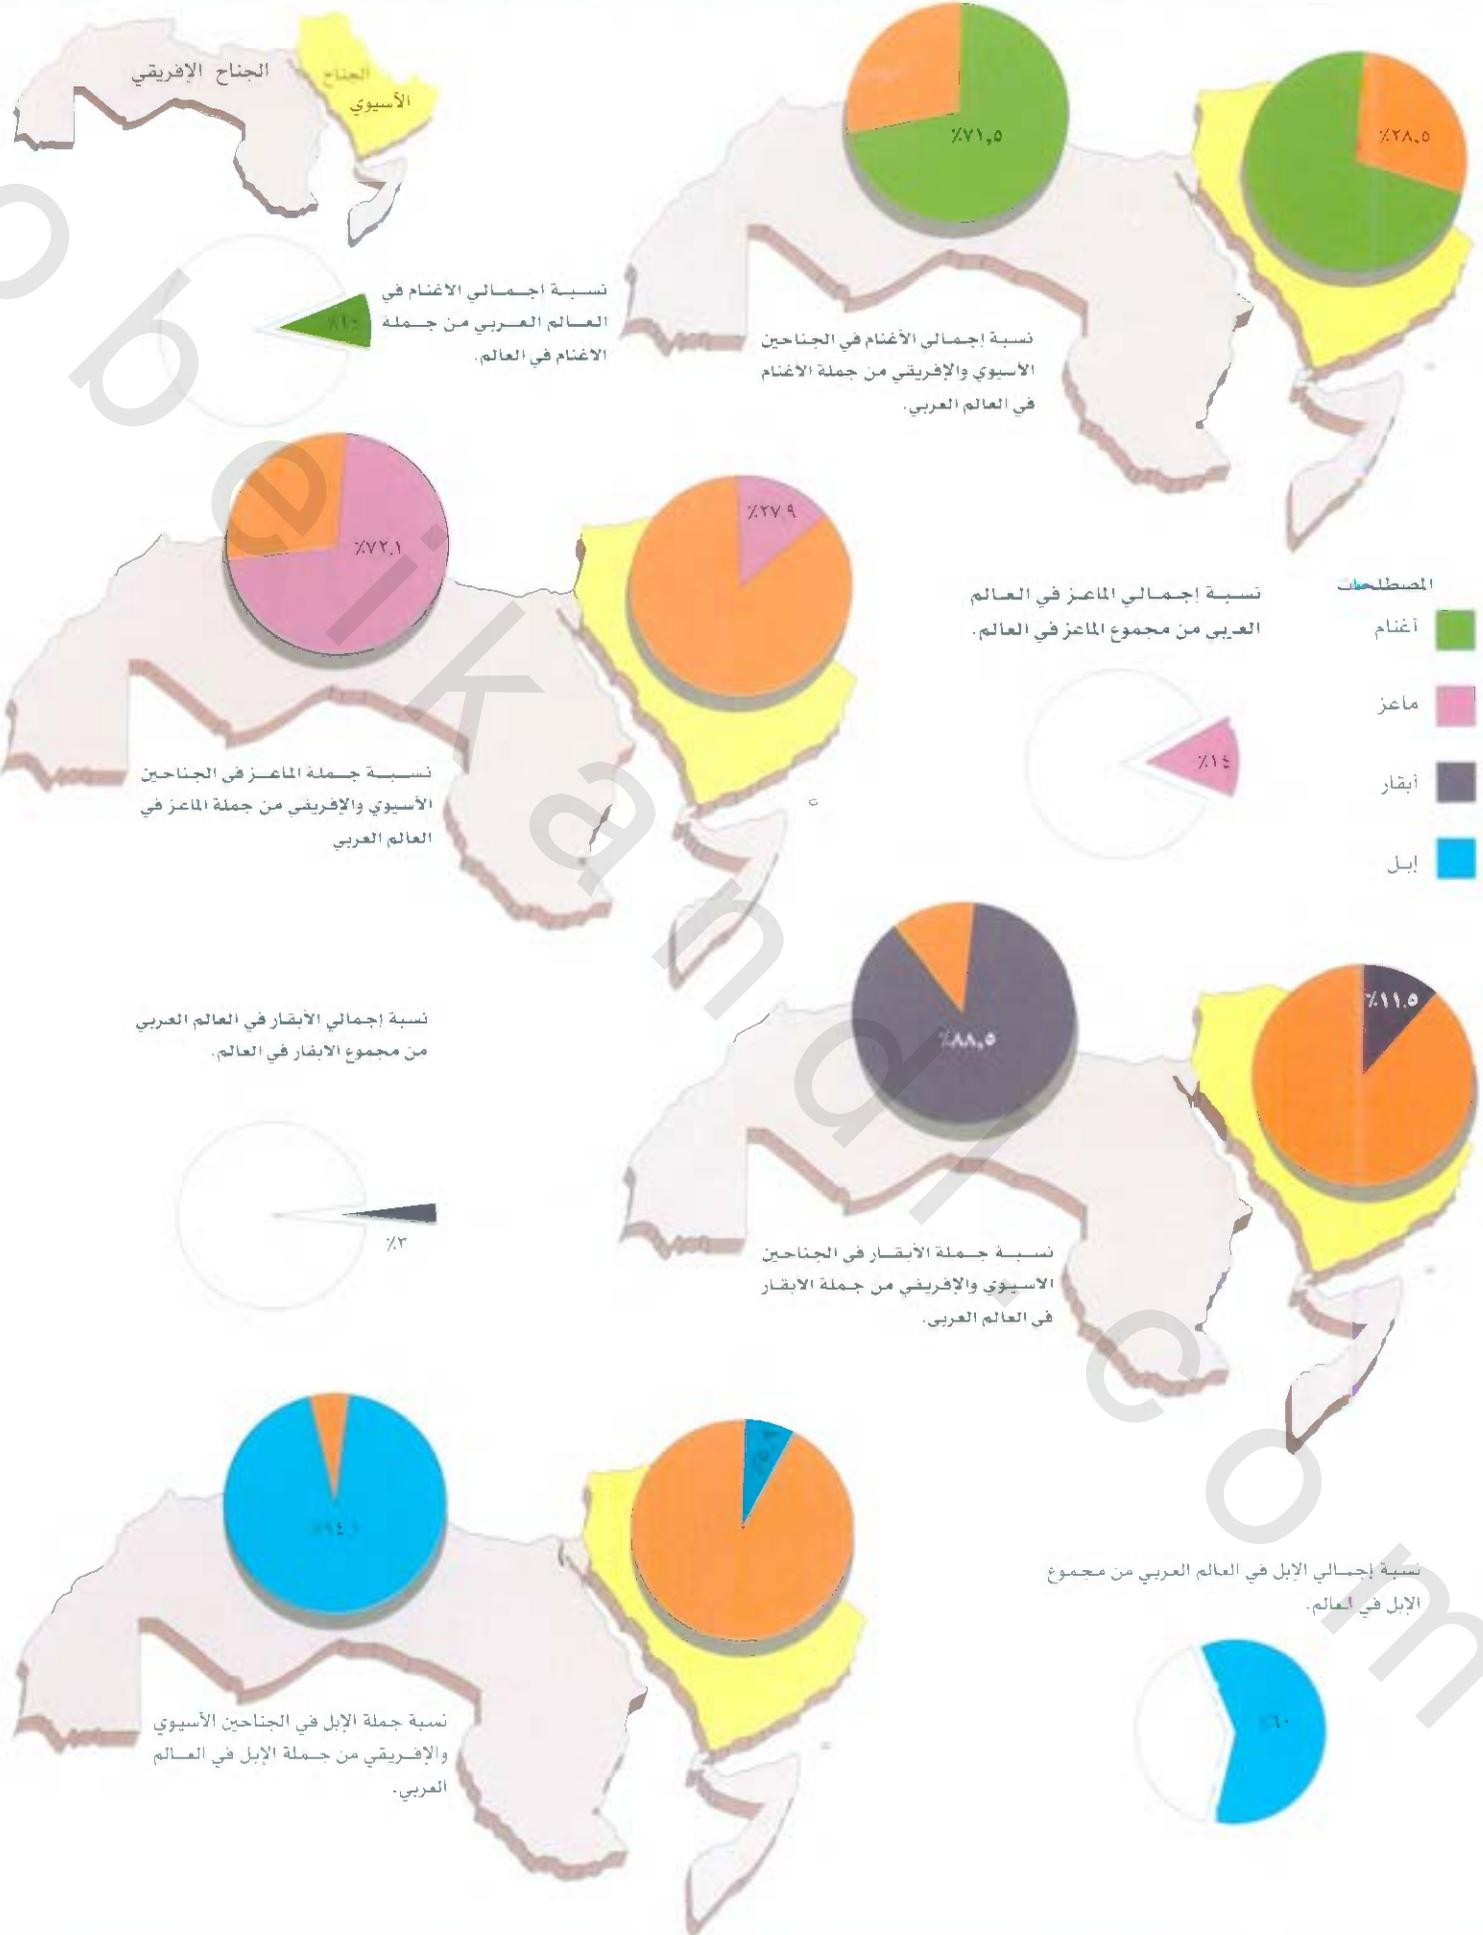 الجناح الإفريقي
الجناح
الآسيوي
٪٧١,٥
٪٢٨,٥
نسبة إجمالي الأغنام في الجناحين
الأسيوي والإفريقي من جملة الاغنام
في العالم العربي.
نسبة اجمالي الاغنام في
العالم العربي من جملة
الاغنام في العالم.
٪٧٢.١
٪٢٧.٩
نسبة جملة الماعز في الجناحين
الأسيوي والإفريقي من جملة الماعز في
العالم العربي
المصطلحات
أغنام
ماعز
أبقار
إبل
نسبة إجمالي الماعز في العالم
العربي من مجموع الماعز في العالم.
٪١٤
٪٨٨,٥
٪١١.٥
نسبة جملة الأبقار في الجناحين
الاسيوي والإفريقي من جملة الابقار
في العالم العربي.
نسبة إجمالي الأبقار في العالم العربي
من مجموع الابقار في العالم.
٪٣
نسبة جملة الإبل في الجناحين الآسيوي
والإفريقي من جملة الإبل في العالم
العربي.
نسبة إجمالي الإبل في العالم العربي من مجموع
الإبل في العالم.
٪٦٠
obeikandl.com